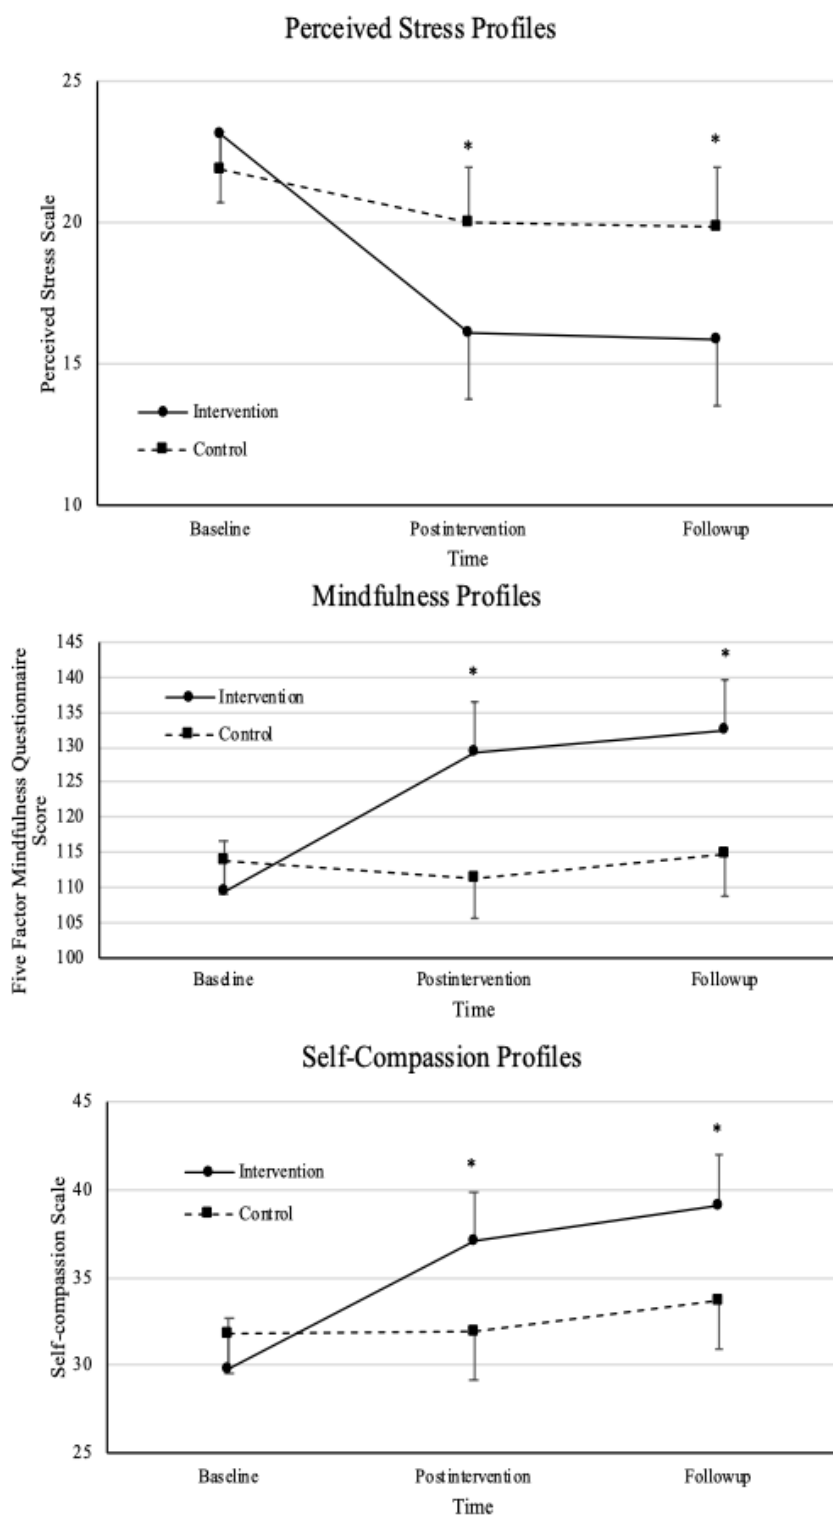 Perceived Stress Profiles
25
*
*
20
Perceived Stress Scale
15
Intervention
Control
10
Baseline
Postintervention
Followup
Time
Mindfulness Profiles
145
140
135
130
125
120
115
110
105
100
*
*
Intervention
Control
Five Factor Mindfulness Questionnaire
Score
Baseline
Postintervention
Followup
Time
Self-Compassion Profiles
45
40
35
30
25
*
*
Intervention
Control
Self-compassion Scale
Baseline
Postintervention
Followup
Time